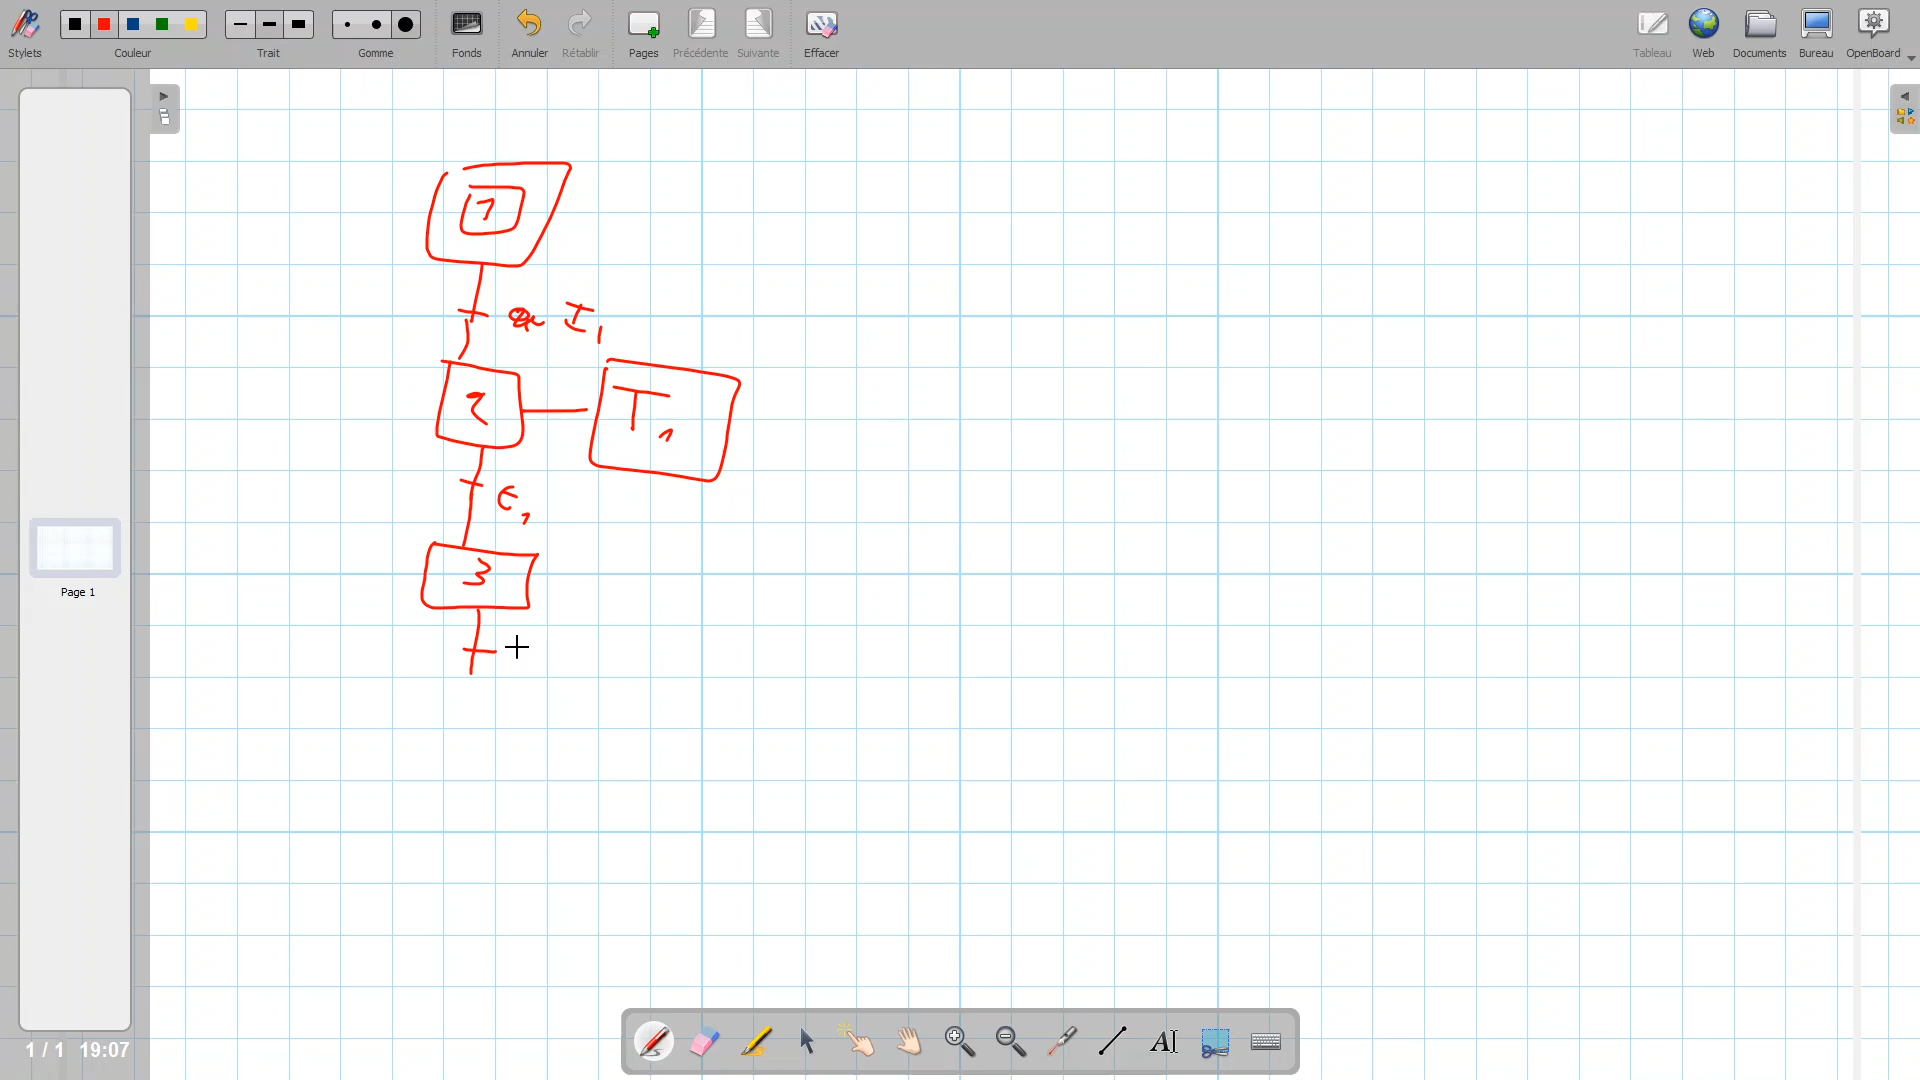 Stylets
Couleur
Trait
Gomme
Fonds
Annuler
Rétablir
Pages
Précédente
Suivante
Effacer
Tableau
Web
Documents
Bureau
OpenBoard
1
I1
2
T1
3
Page 1
1 / 1 19:07